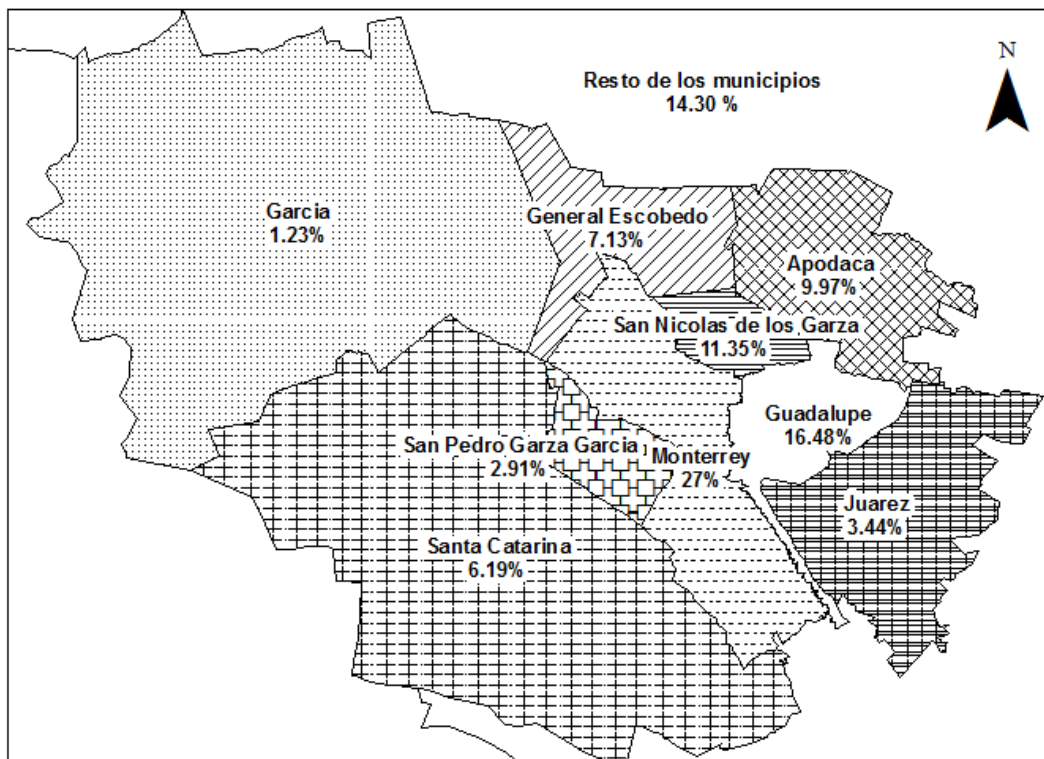 N
Resto de los municipios
14.30 %
Garcia
1.23%
General Escobedo
7.13%
Apodaca
9.97%
San Nicolas de los Garza
11.35%
Guadalupe
16.48%
San Pedro Garza Garcia
2.91%
Monterrey
27%
Juarez
3.44%
Santa Catarina
6.19%